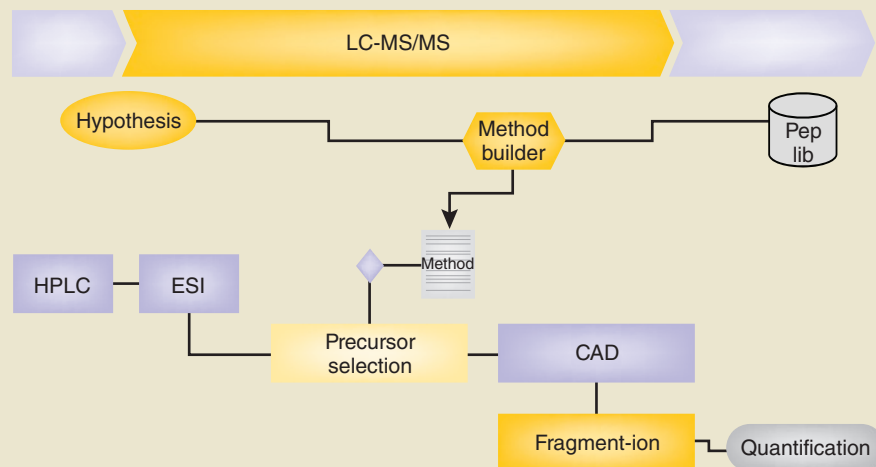 LC-MS/MS
Hypothesis
Method
builder
Pep
lib
Method
HPLC
ESI
Precursor
selection
CAD
Fragment-ion
Quantification